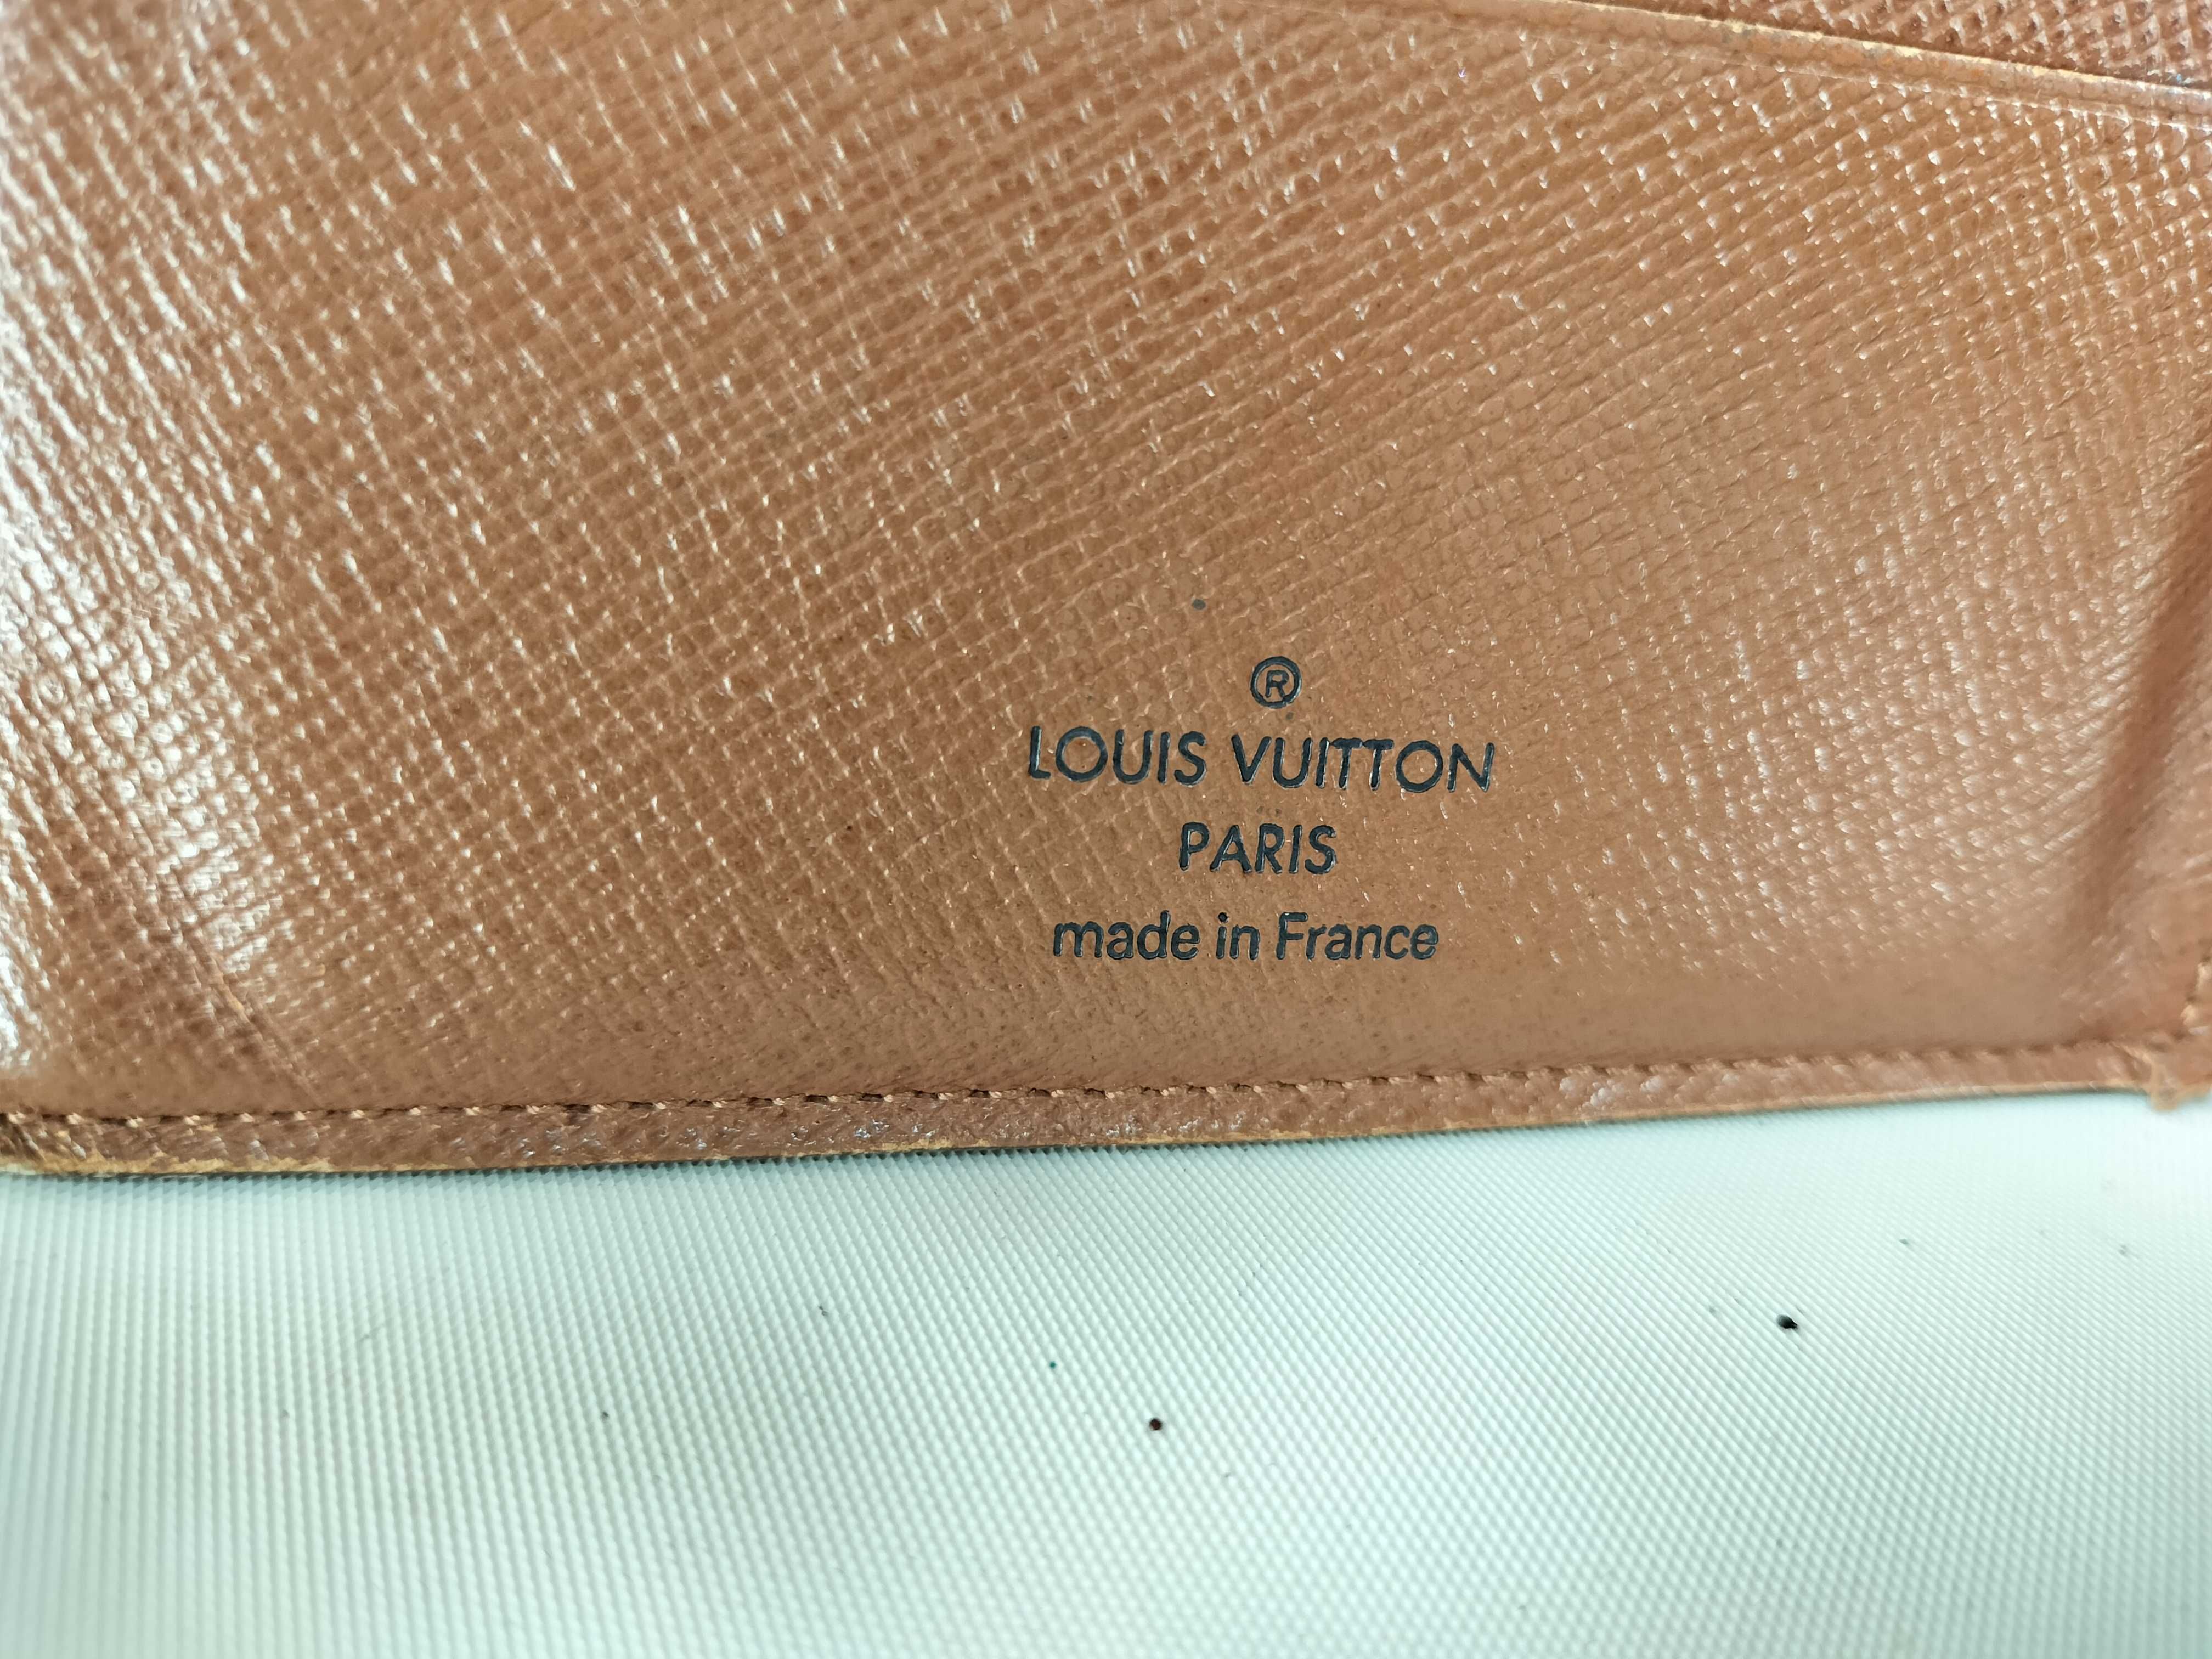 ®
LOUIS VUITTON
PARIS
made in France